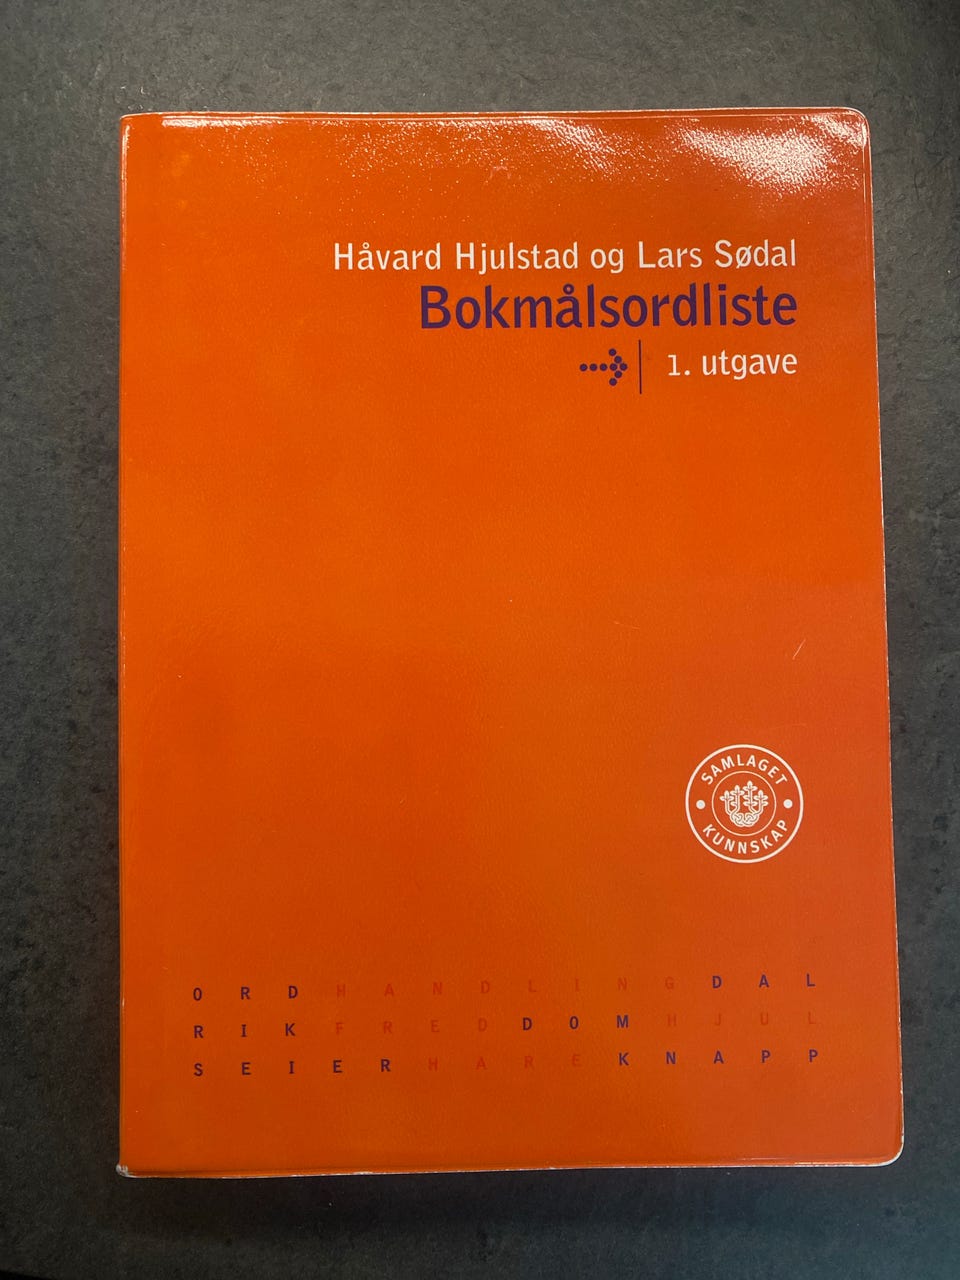 Håvard Hjulstad og Lars Sødal
Bokmålsordliste
1. utgave
SAMLAGET
KUNNSKAP
ORDHANDLINGDAL
RIKFREDDOMHJUL
SEIERHAREKNAPP